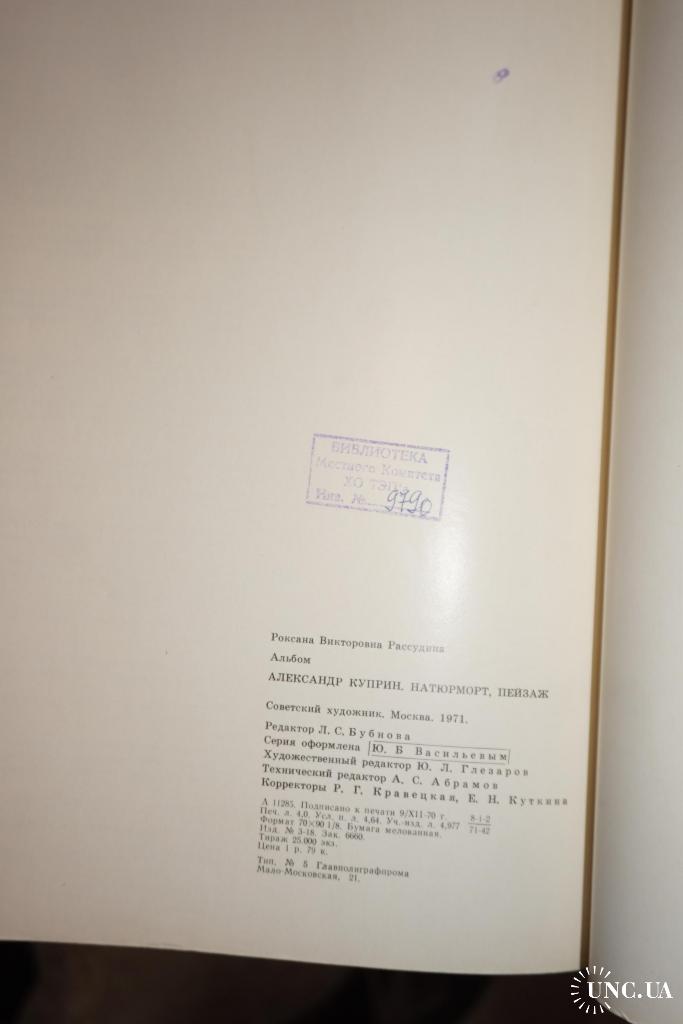 БИБЛИОТЕКА
Местного Комитета
ХО
Инв. № 9790
Роксана Викторовна Рассудина
Альбом
АЛЕКСАНДР КУПРИН. НАТЮРМОРТ, ПЕЙЗАЖ
Советский художник. Москва. 1971.
Редактор Л. С. Бубнова
Серия оформлена Ю. Б Васильевым
Художественный редактор Ю. Л. Глезаров
Технический редактор А. С. Абрамов
Корректоры Р. Г. Кравецкая, Е. Н. Куткина
А 11285. Подписано к печати 9/XII-70 г. 8-1-2
Печ. л. 4,0. Усл. п. л. 4,64. Уч.-изд. л. 4,977 71-42
Формат 70×90 1/8. Бумага мелованная.
Изд. № 3-18. Зак. 6660.
Тираж 25.000 экз.
Цена 1 р. 79 к.
Тип. № 5 Главполиграфпрома
Мало-Московская, 21.
UNC.UA